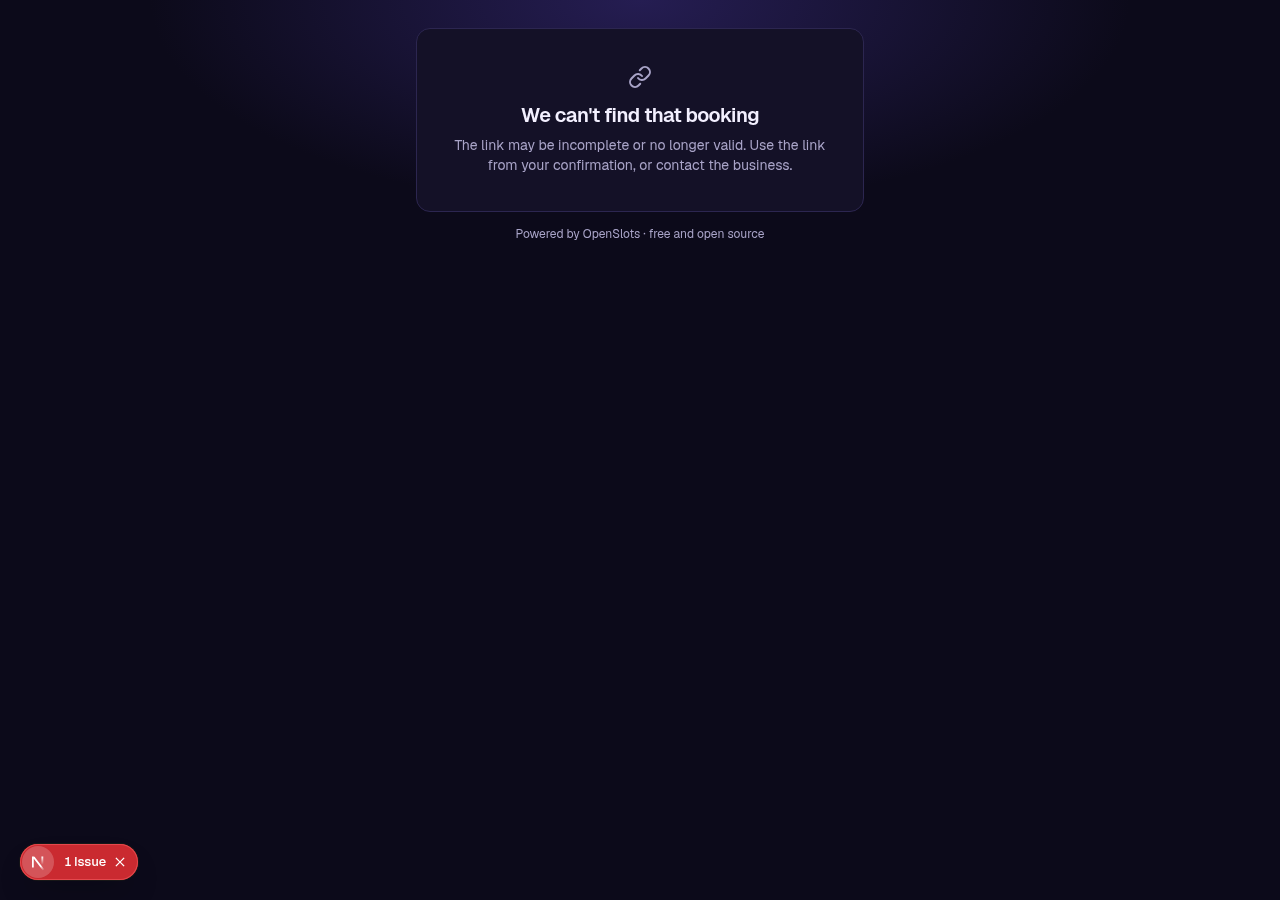 We can't find that booking
The link may be incomplete or no longer valid. Use the link
from your confirmation, or contact the business.
Powered by OpenSlots · free and open source
1 Issue